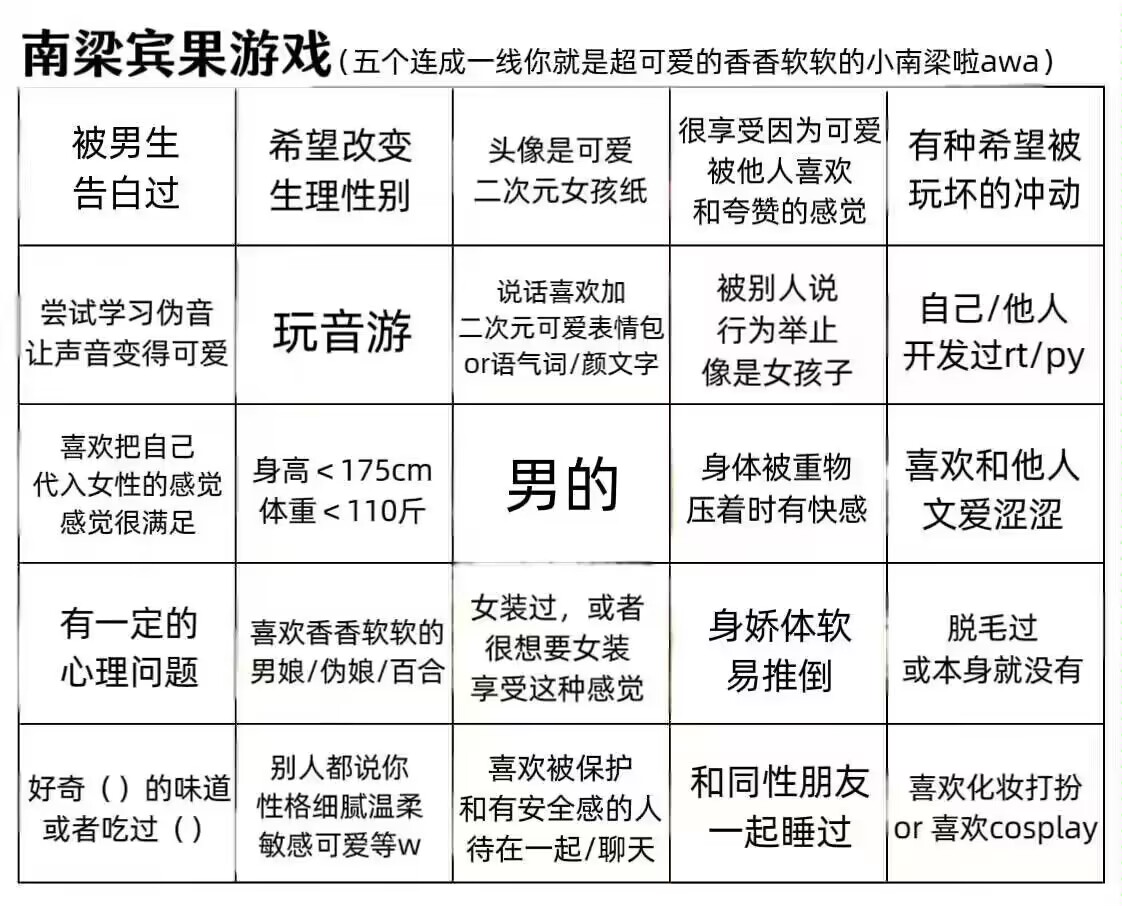 南梁宾果游戏（五个连成一线你就是超可爱的香香软软的小南梁啦awa）
被男生
告白过
希望改变
生理性别
头像是可爱
二次元女孩纸
很享受因为可爱
被他人喜欢
和夸赞的感觉
有种希望被
玩坏的冲动
尝试学习伪音
让声音变得可爱
玩音游
说话喜欢加
二次元可爱表情包
or语气词/颜文字
被别人说
行为举止
像是女孩子
自己/他人
开发过rt/py
喜欢把自己
代入女性的感觉
感觉很满足
身高＜175cm
体重＜110斤
男的
身体被重物
压着时有快感
喜欢和他人
文爱涩涩
有一定的
心理问题
喜欢香香软软的
男娘/伪娘/百合
女装过，或者
很想要女装
享受这种感觉
身娇体软
易推倒
脱毛过
或本身就没有
好奇（）的味道
或者吃过（）
别人都说你
性格细腻温柔
敏感可爱等w
喜欢被保护
和有安全感的人
待在一起/聊天
和同性朋友
一起睡过
喜欢化妆打扮
or 喜欢cosplay